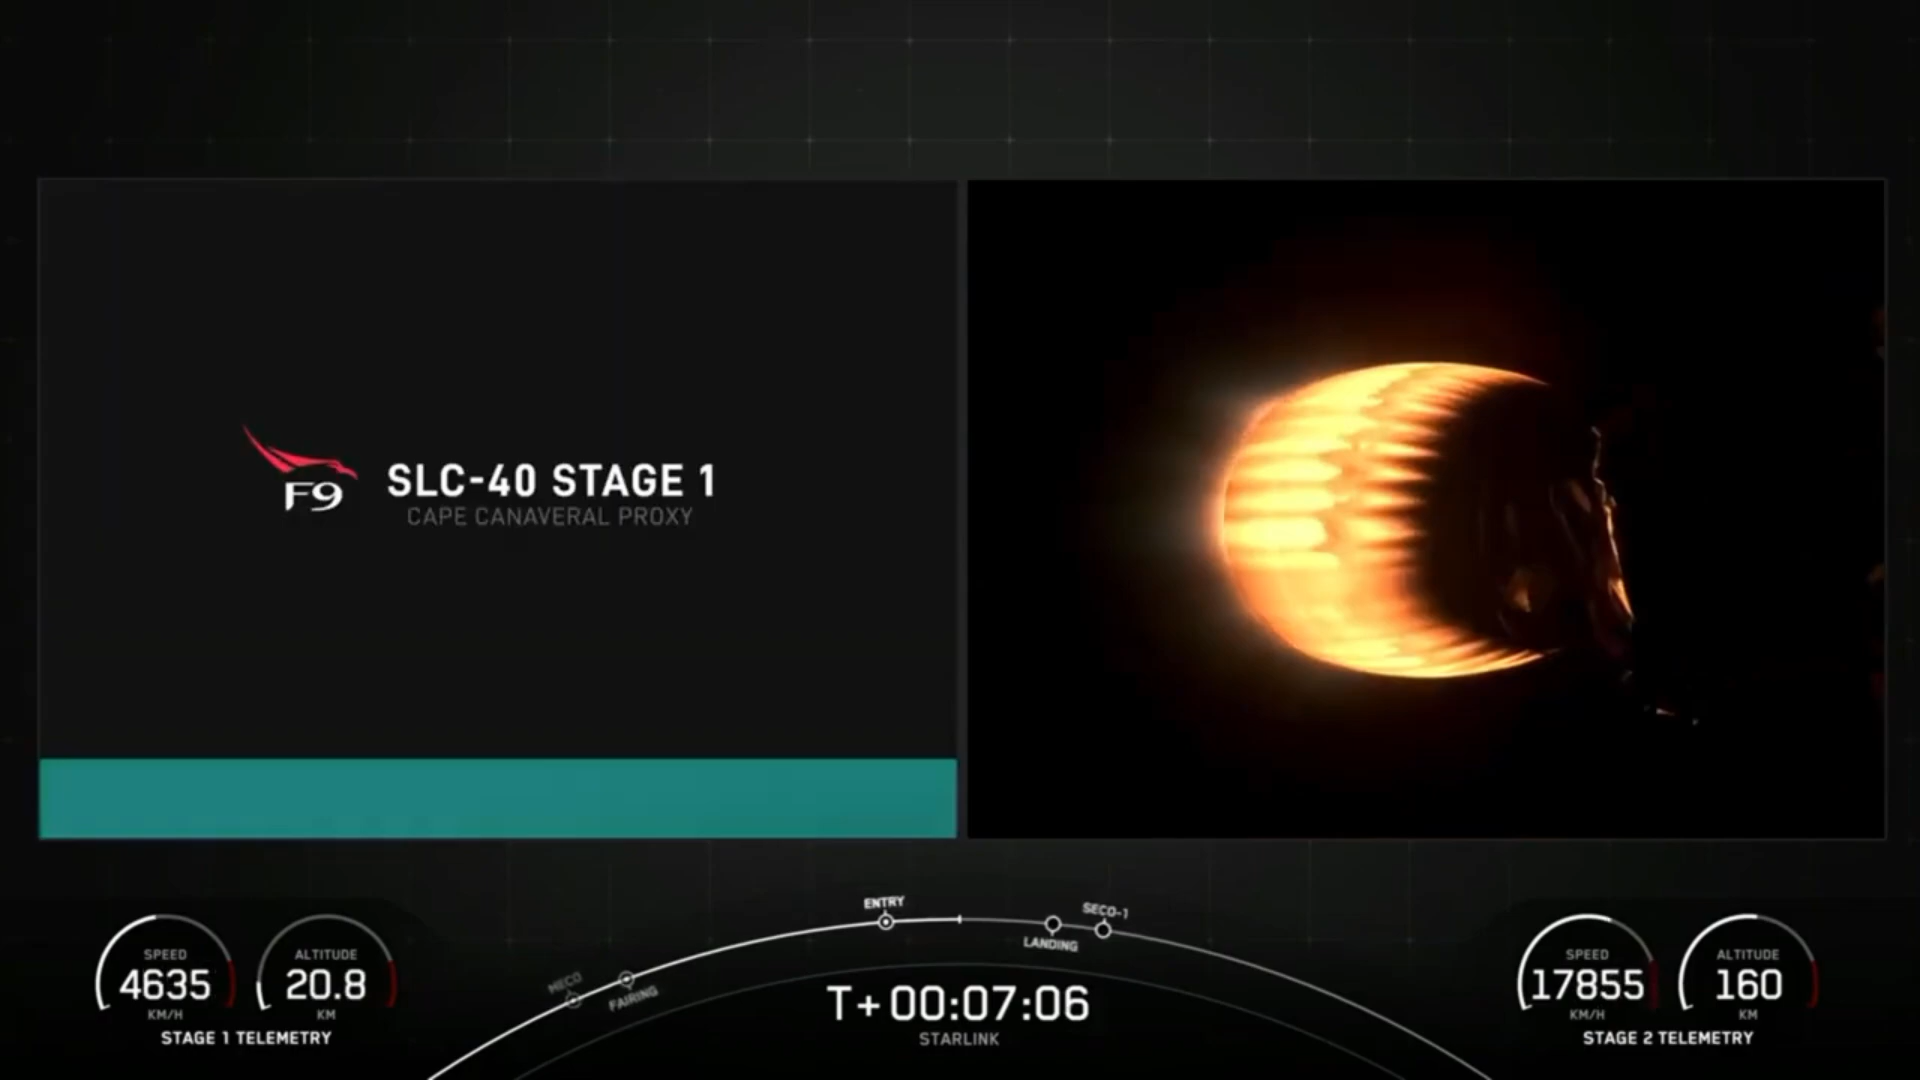 F9
SLC-40 STAGE 1
CAPE CANAVERAL PROXY
MECO
FAIRING
ENTRY
LANDING
SECO-1
SPEED
4635
KM/H
ALTITUDE
20.8
KM
STAGE 1 TELEMETRY
T+00:07:06
STARLINK
SPEED
17855
KM/H
ALTITUDE
160
KM
STAGE 2 TELEMETRY